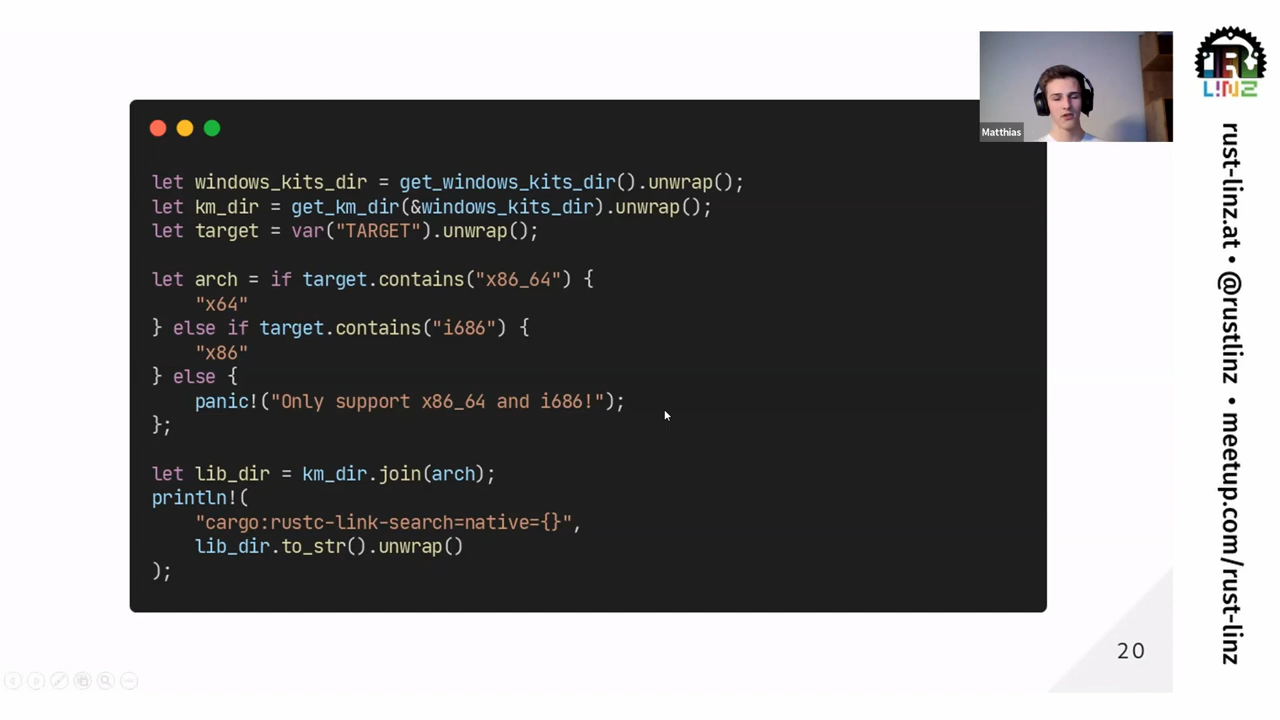 let windows_kits_dir = get_windows_kits_dir().unwrap();
let km_dir = get_km_dir(&windows_kits_dir).unwrap();
let target = var("TARGET").unwrap();
let arch = if target.contains("x86_64") {
"x64"
} else if target.contains("i686") {
"x86"
} else {
panic!("Only support x86_64 and i686!");
};
let lib_dir = km_dir.join(arch);
println!(
"cargo:rustc-link-search=native={}",
lib_dir.to_str().unwrap()
);
20
Matthias
R
L!NZ
rust-linz.at • @rustlinz • meetup.com/rust-linz